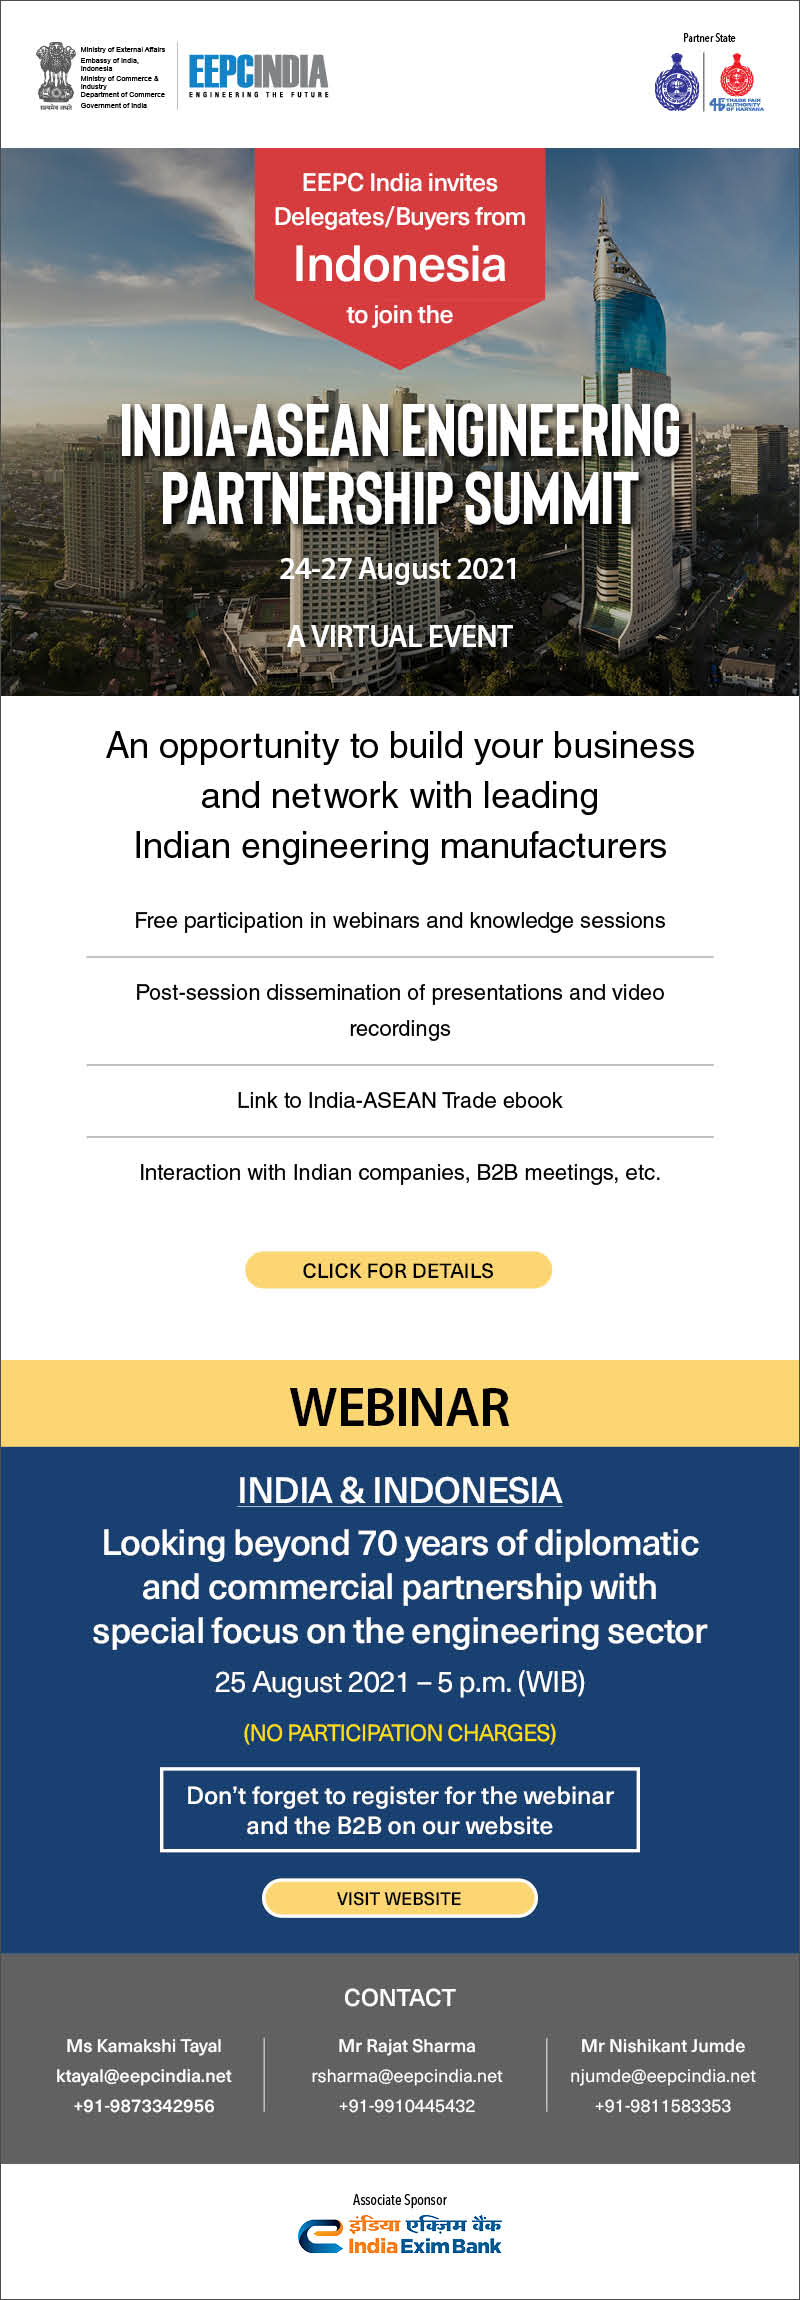 Ministry of External Affairs
Embassy of India,
Indonesia
Ministry of Commerce &
Industry
Department of Commerce
Government of India
सत्यमेव जयते
EEPCINDIA
ENGINEERING THE FUTURE
Partner State
TRADE FAIR
AUTHORITY
OF HARYANA
EEPC India invites
Delegates/Buyers from
Indonesia
to join the
INDIA-ASEAN ENGINEERING
PARTNERSHIP SUMMIT
24-27 August 2021
A VIRTUAL EVENT
An opportunity to build your business
and network with leading
Indian engineering manufacturers
Free participation in webinars and knowledge sessions
Post-session dissemination of presentations and video
recordings
Link to India-ASEAN Trade ebook
Interaction with Indian companies, B2B meetings, etc.
CLICK FOR DETAILS
WEBINAR
INDIA & INDONESIA
Looking beyond 70 years of diplomatic
and commercial partnership with
special focus on the engineering sector
25 August 2021 – 5 p.m. (WIB)
(NO PARTICIPATION CHARGES)
Don't forget to register for the webinar
and the B2B on our website
VISIT WEBSITE
CONTACT
Ms Kamakshi Tayal
ktayal@eepcindia.net
+91-9873342956
Mr Rajat Sharma
rsharma@eepcindia.net
+91-9910445432
Mr Nishikant Jumde
njumde@eepcindia.net
+91-9811583353
Associate Sponsor
इंडिया एक्ज़िम बैंक
India Exim Bank